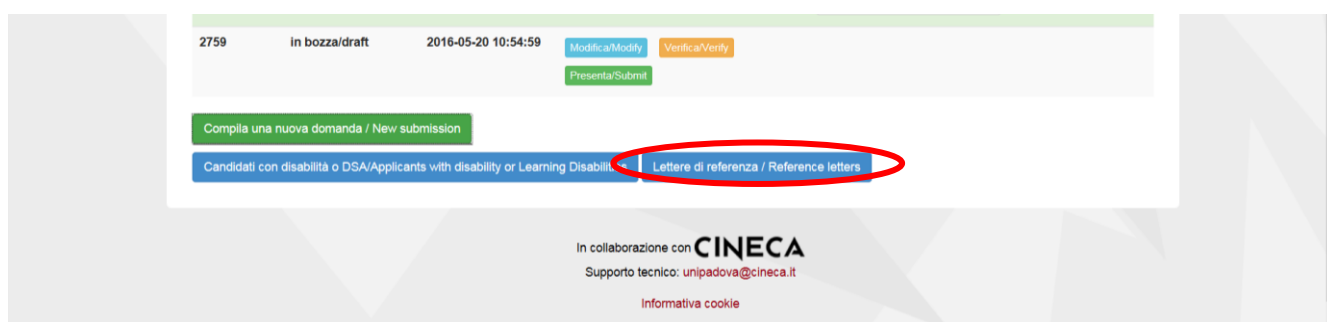 2759 in bozza/draft 2016-05-20 10:54:59 Modifica/Modify Verifica/Verify
Presenta/Submit
Compila una nuova domanda / New submission
Candidati con disabilità o DSA/Applicants with disability or Learning Disabilities Lettere di referenza / Reference letters
In collaborazione con CINECA
Supporto tecnico: unipadova@cineca.it
Informativa cookie